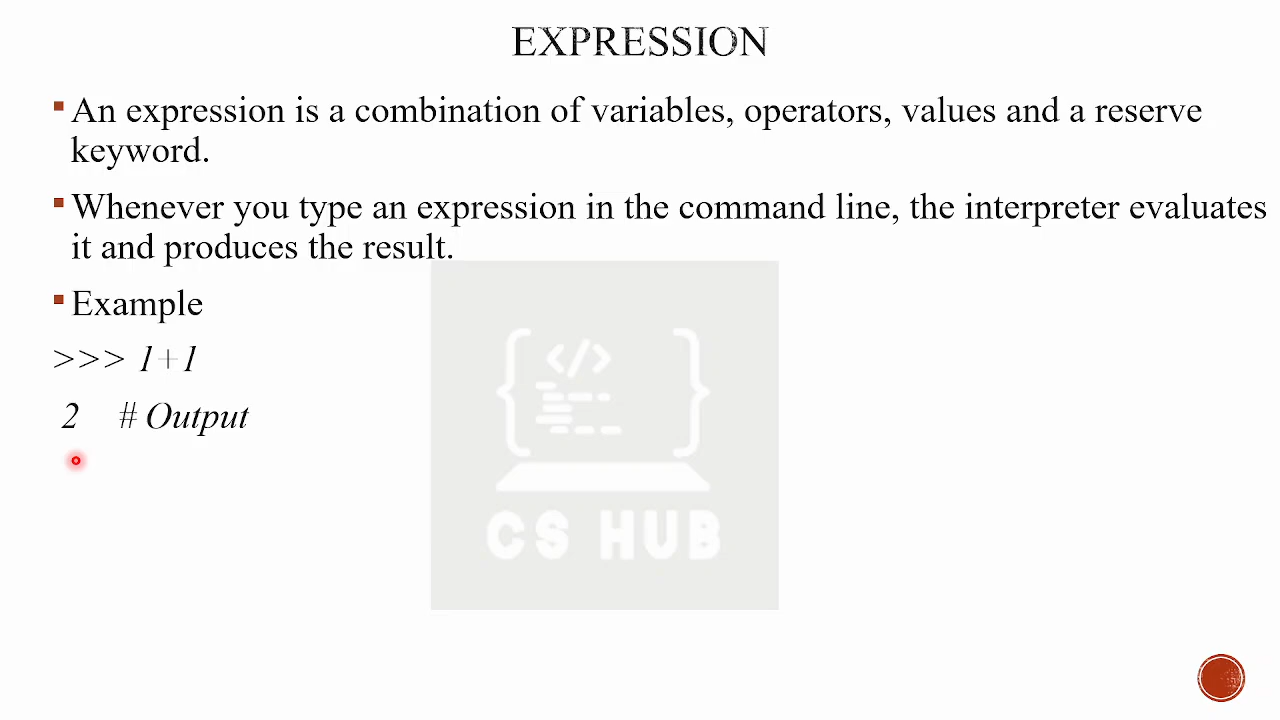 EXPRESSION
An expression is a combination of variables, operators, values and a reserve
keyword.
Whenever you type an expression in the command line, the interpreter evaluates
it and produces the result.
Example
>>> 1+1
2 # Output
</>
CS HUB